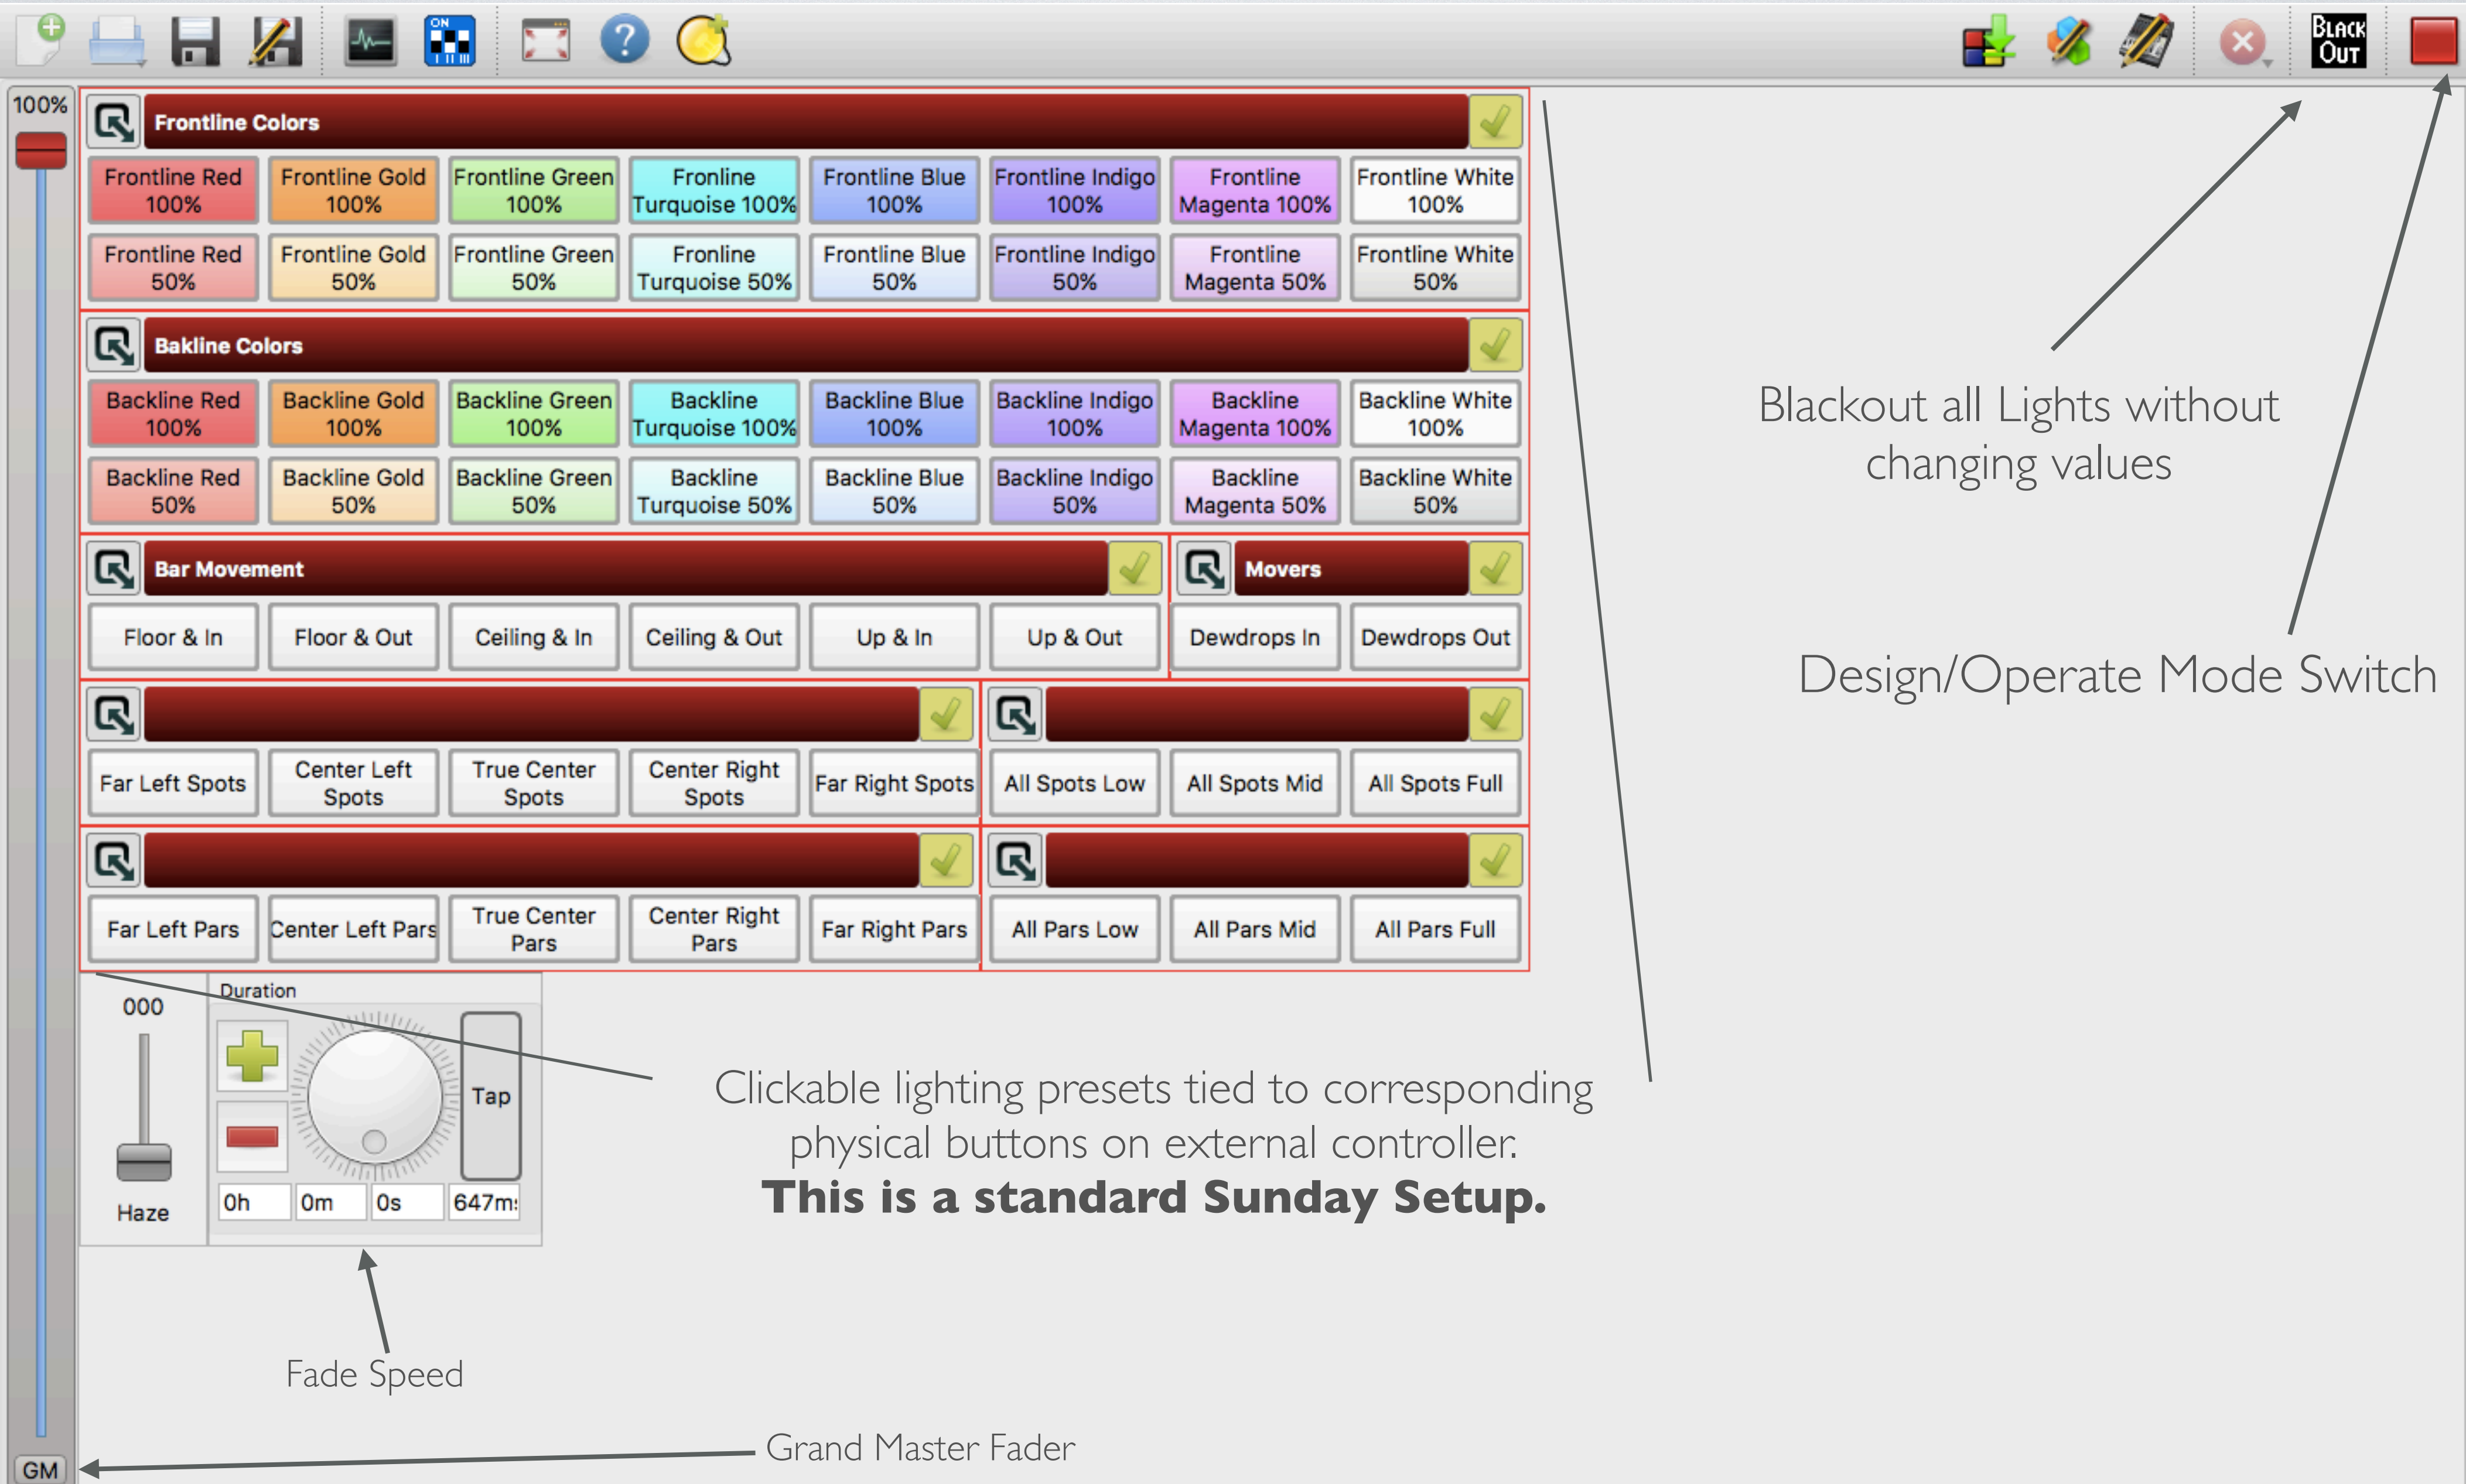 ON
I II III
BLACK
OUT
100%
Frontline Colors
Frontline Red
100%
Frontline Gold
100%
Frontline Green
100%
Fronline
Turquoise 100%
Frontline Blue
100%
Frontline Indigo
100%
Frontline
Magenta 100%
Frontline White
100%
Frontline Red
50%
Frontline Gold
50%
Frontline Green
50%
Fronline
Turquoise 50%
Frontline Blue
50%
Frontline Indigo
50%
Frontline
Magenta 50%
Frontline White
50%
Bakline Colors
Backline Red
100%
Backline Gold
100%
Backline Green
100%
Backline
Turquoise 100%
Backline Blue
100%
Backline Indigo
100%
Backline
Magenta 100%
Backline White
100%
Backline Red
50%
Backline Gold
50%
Backline Green
50%
Backline
Turquoise 50%
Backline Blue
50%
Backline Indigo
50%
Backline
Magenta 50%
Backline White
50%
Bar Movement
Movers
Floor & In
Floor & Out
Ceiling & In
Ceiling & Out
Up & In
Up & Out
Dewdrops In
Dewdrops Out
Far Left Spots
Center Left
Spots
True Center
Spots
Center Right
Spots
Far Right Spots
All Spots Low
All Spots Mid
All Spots Full
Far Left Pars
Center Left Pars
True Center
Pars
Center Right
Pars
Far Right Pars
All Pars Low
All Pars Mid
All Pars Full
Blackout all Lights without
changing values
Design/Operate Mode Switch
000
Haze
Duration
Tap
0h
0m
0s
647ms
Clickable lighting presets tied to corresponding
physical buttons on external controller.
This is a standard Sunday Setup.
Fade Speed
Grand Master Fader
GM